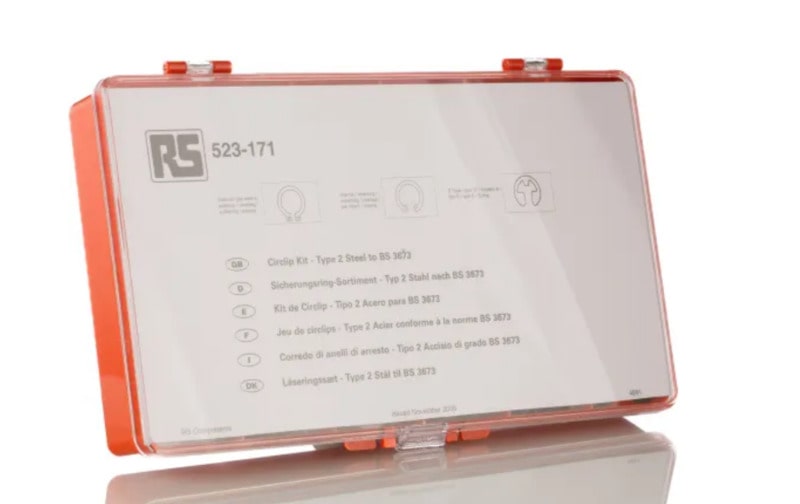 RS 523-171
GB Circlip Kit - Type 2 Steel to BS 3673
D Sicherungsring-Sortiment - Typ 2 Stahl nach BS 3673
E Kit de Circlip - Tipo 2 Acero para BS 3673
F Jeu de circlips - Type 2 Acier conforme à la norme BS 3673
I Corrédo di anelli di arresto - Tipo 2 Acciaio di grado BS 3673
DK Låseringssæt - Type 2 Stål til BS 3673
RS Components
November